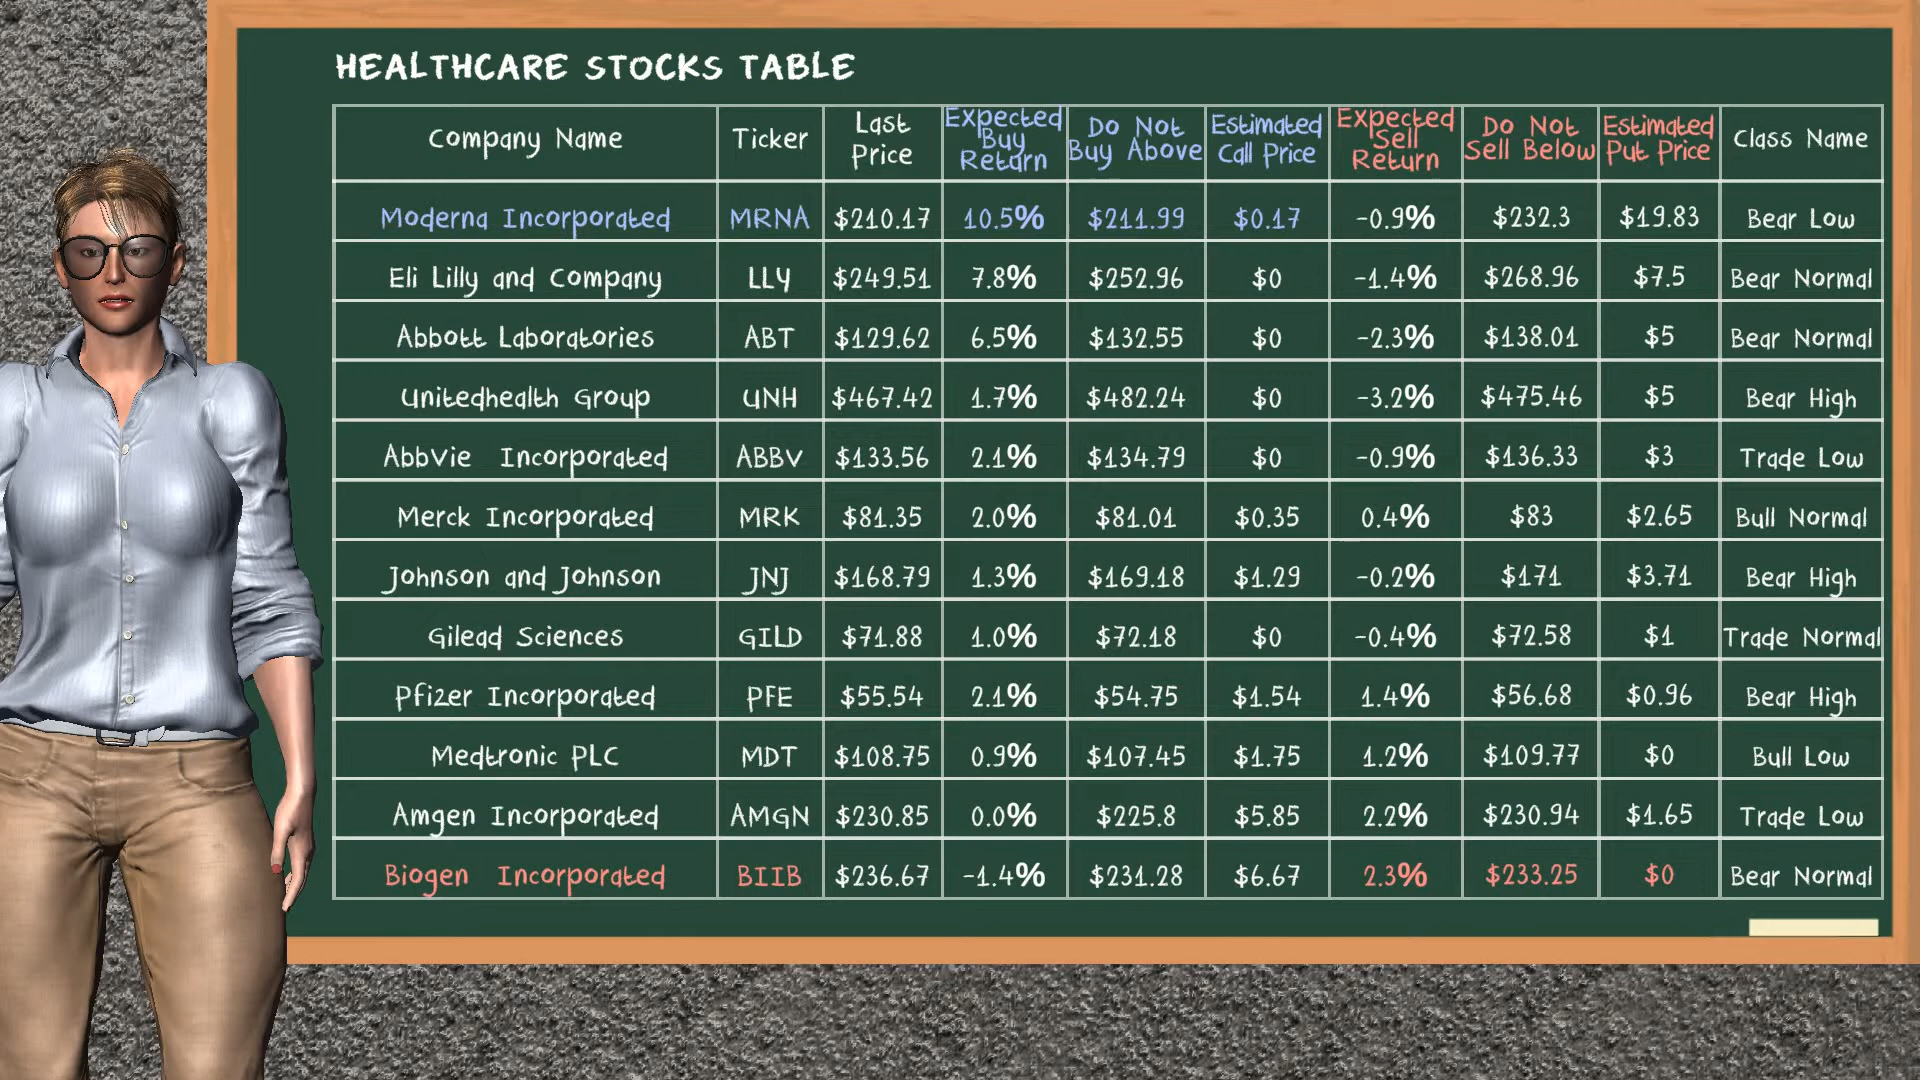 HEALTHCARE STOCKS TABLE
Company Name Ticker Last Price Expected Buy Return Do Not Buy Above Estimated Call Price Expected Sell Return Do Not Sell Below Estimated Put Price Class Name
Moderna Incorporated MRNA $210.17 10.5% $211.99 $0.17 -0.9% $232.3 $19.83 Bear Low
Eli Lilly and Company LLY $249.51 7.8% $252.96 $0 -1.4% $268.96 $7.5 Bear Normal
Abbott Laboratories ABT $129.62 6.5% $132.55 $0 -2.3% $138.01 $5 Bear Normal
Unitedhealth Group UNH $467.42 1.7% $482.24 $0 -3.2% $475.46 $5 Bear High
AbbVie Incorporated ABBV $133.56 2.1% $134.79 $0 -0.9% $136.33 $3 Trade Low
Merck Incorporated MRK $81.35 2.0% $81.01 $0.35 0.4% $83 $2.65 Bull Normal
Johnson and Johnson JNJ $168.79 1.3% $169.18 $1.29 -0.2% $171 $3.71 Bear High
Gilead Sciences GILD $71.88 1.0% $72.18 $0 -0.4% $72.58 $1 Trade Normal
Pfizer Incorporated PFE $55.54 2.1% $54.75 $1.54 1.4% $56.68 $0.96 Bear High
Medtronic PLC MDT $108.75 0.9% $107.45 $1.75 1.2% $109.77 $0 Bull Low
Amgen Incorporated AMGN $230.85 0.0% $225.8 $5.85 2.2% $230.94 $1.65 Trade Low
Biogen Incorporated BIIB $236.67 -1.4% $231.28 $6.67 2.3% $233.25 $0 Bear Normal